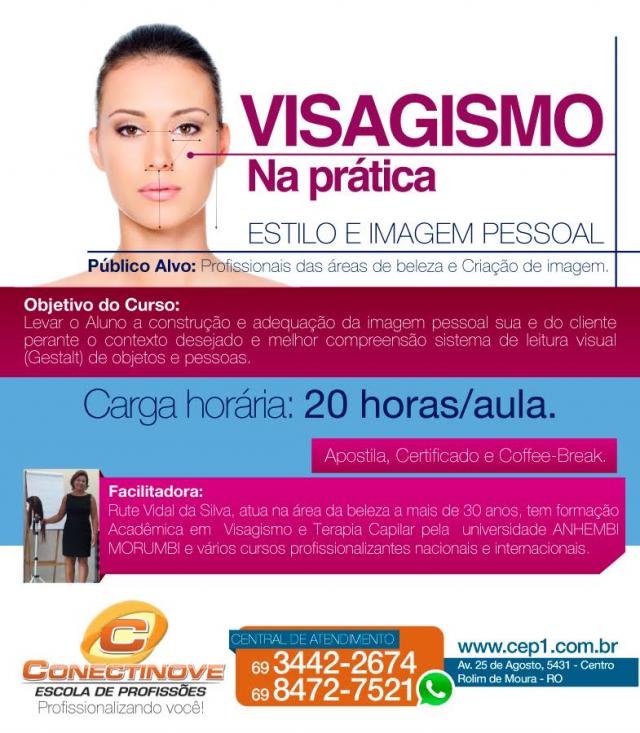 VISAGISMO
Na prática
ESTILO E IMAGEM PESSOAL
Público Alvo: Profissionais das áreas de beleza e Criação de imagem.
Objetivo do Curso:
Levar o Aluno a construção e adequação da imagem pessoal sua e do cliente
perante o contexto desejado e melhor compreensão sistema de leitura visual
(Gestalt) de objetos e pessoas.
Carga horária: 20 horas/aula.
Apostila, Certificado e Coffee-Break.
Facilitadora:
Rute Vidal da Silva, atua na área da beleza a mais de 30 anos, tem formação
Acadêmica em Visagismo e Terapia Capilar pela universidade ANHEMBI
MORUMBI e vários cursos profissionalizantes nacionais e internacionais.
CONECTINOVE
ESCOLA DE PROFISSÕES
Profissionalizando você!
CENTRAL DE ATENDIMENTO
69 3442-2674
69 8472-7521
www.cep1.com.br
Av. 25 de Agosto, 5431 - Centro
Rolim de Moura - RO